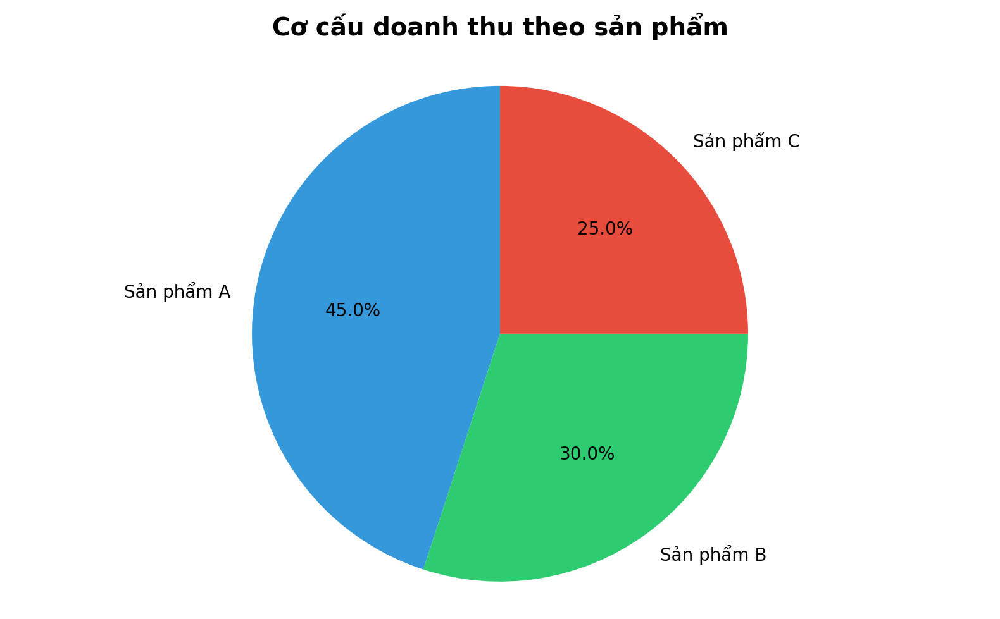 Cơ cấu doanh thu theo sản phẩm
Sản phẩm C
25.0%
Sản phẩm A
45.0%
30.0%
Sản phẩm B